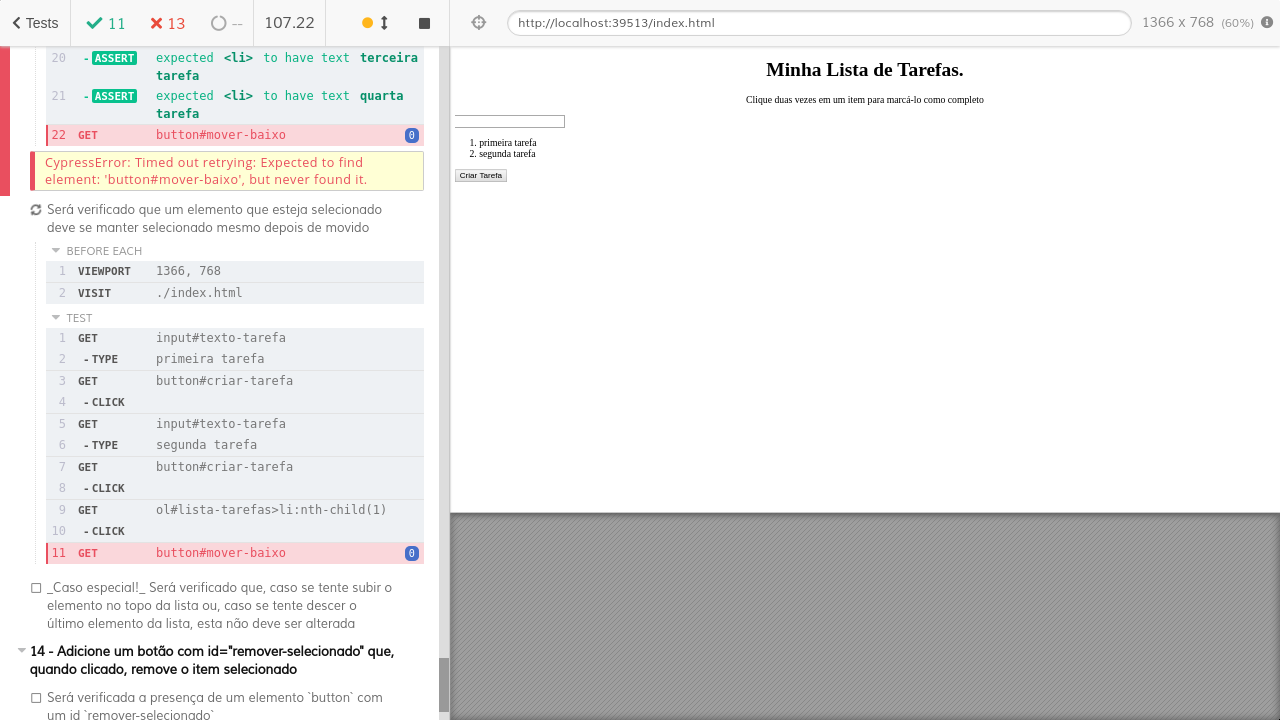 Tests
11
13
--
107.22
http://localhost:39513/index.html
1366 x 768 (60%)
20 - ASSERT expected <li> to have text terceira
tarefa
21 - ASSERT expected <li> to have text quarta
tarefa
22 GET button#mover-baixo 0
CypressError: Timed out retrying: Expected to find
element: 'button#mover-baixo', but never found it.
Será verificado que um elemento que esteja selecionado
deve se manter selecionado mesmo depois de movido
BEFORE EACH
1 VIEWPORT 1366, 768
2 VISIT ./index.html
TEST
1 GET input#texto-tarefa
2 - TYPE primeira tarefa
3 GET button#criar-tarefa
4 - CLICK
5 GET input#texto-tarefa
6 - TYPE segunda tarefa
7 GET button#criar-tarefa
8 - CLICK
9 GET ol#lista-tarefas>li:nth-child(1)
10 - CLICK
11 GET button#mover-baixo 0
_Caso especial!_ Será verificado que, caso se tente subir o
elemento no topo da lista ou, caso se tente descer o
último elemento da lista, esta não deve ser alterada
14 - Adicione um botão com id="remover-selecionado" que,
quando clicado, remove o item selecionado
Será verificada a presença de um elemento `button` com
um id `remover-selecionado`
Minha Lista de Tarefas.
Clique duas vezes em um item para marcá-lo como completo
1. primeira tarefa
2. segunda tarefa
Criar Tarefa